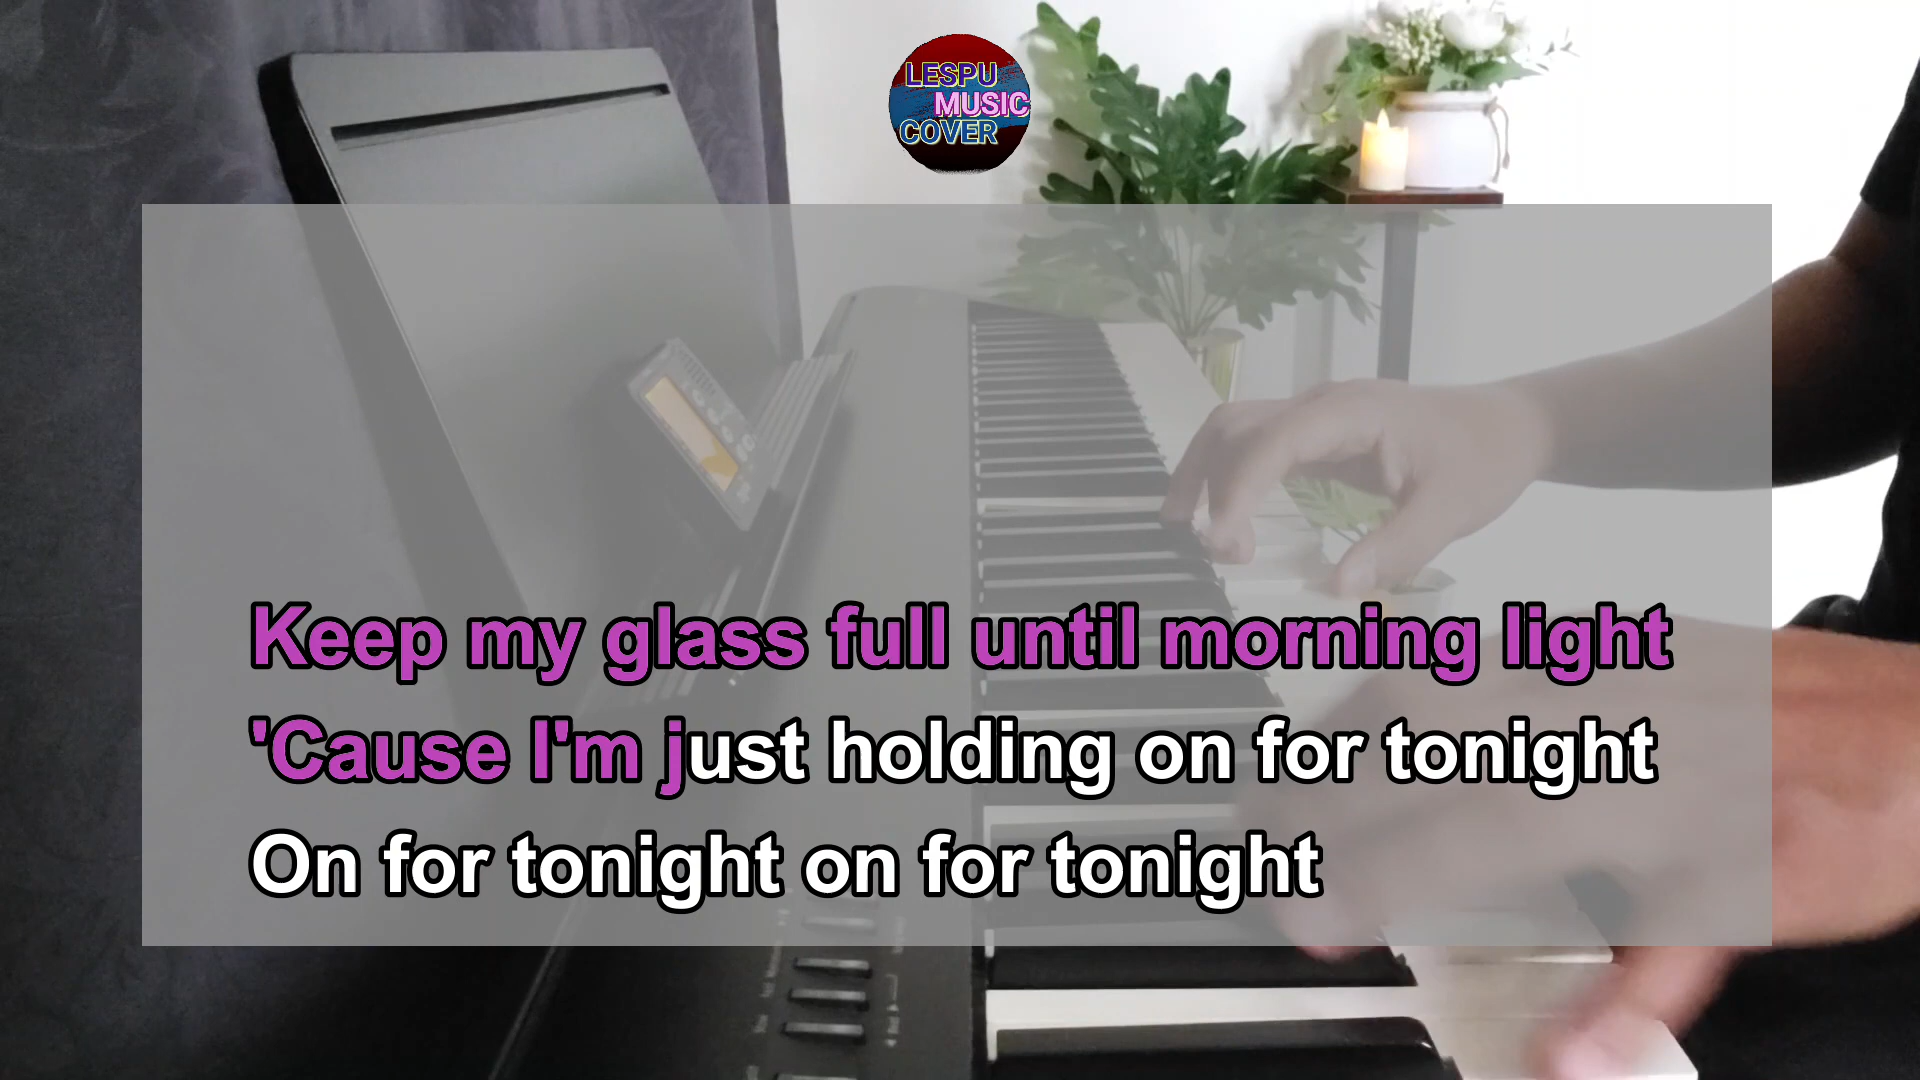 LESPU
MUSIC
COVER
Keep my glass full until morning light
'Cause I'm just holding on for tonight
On for tonight on for tonight